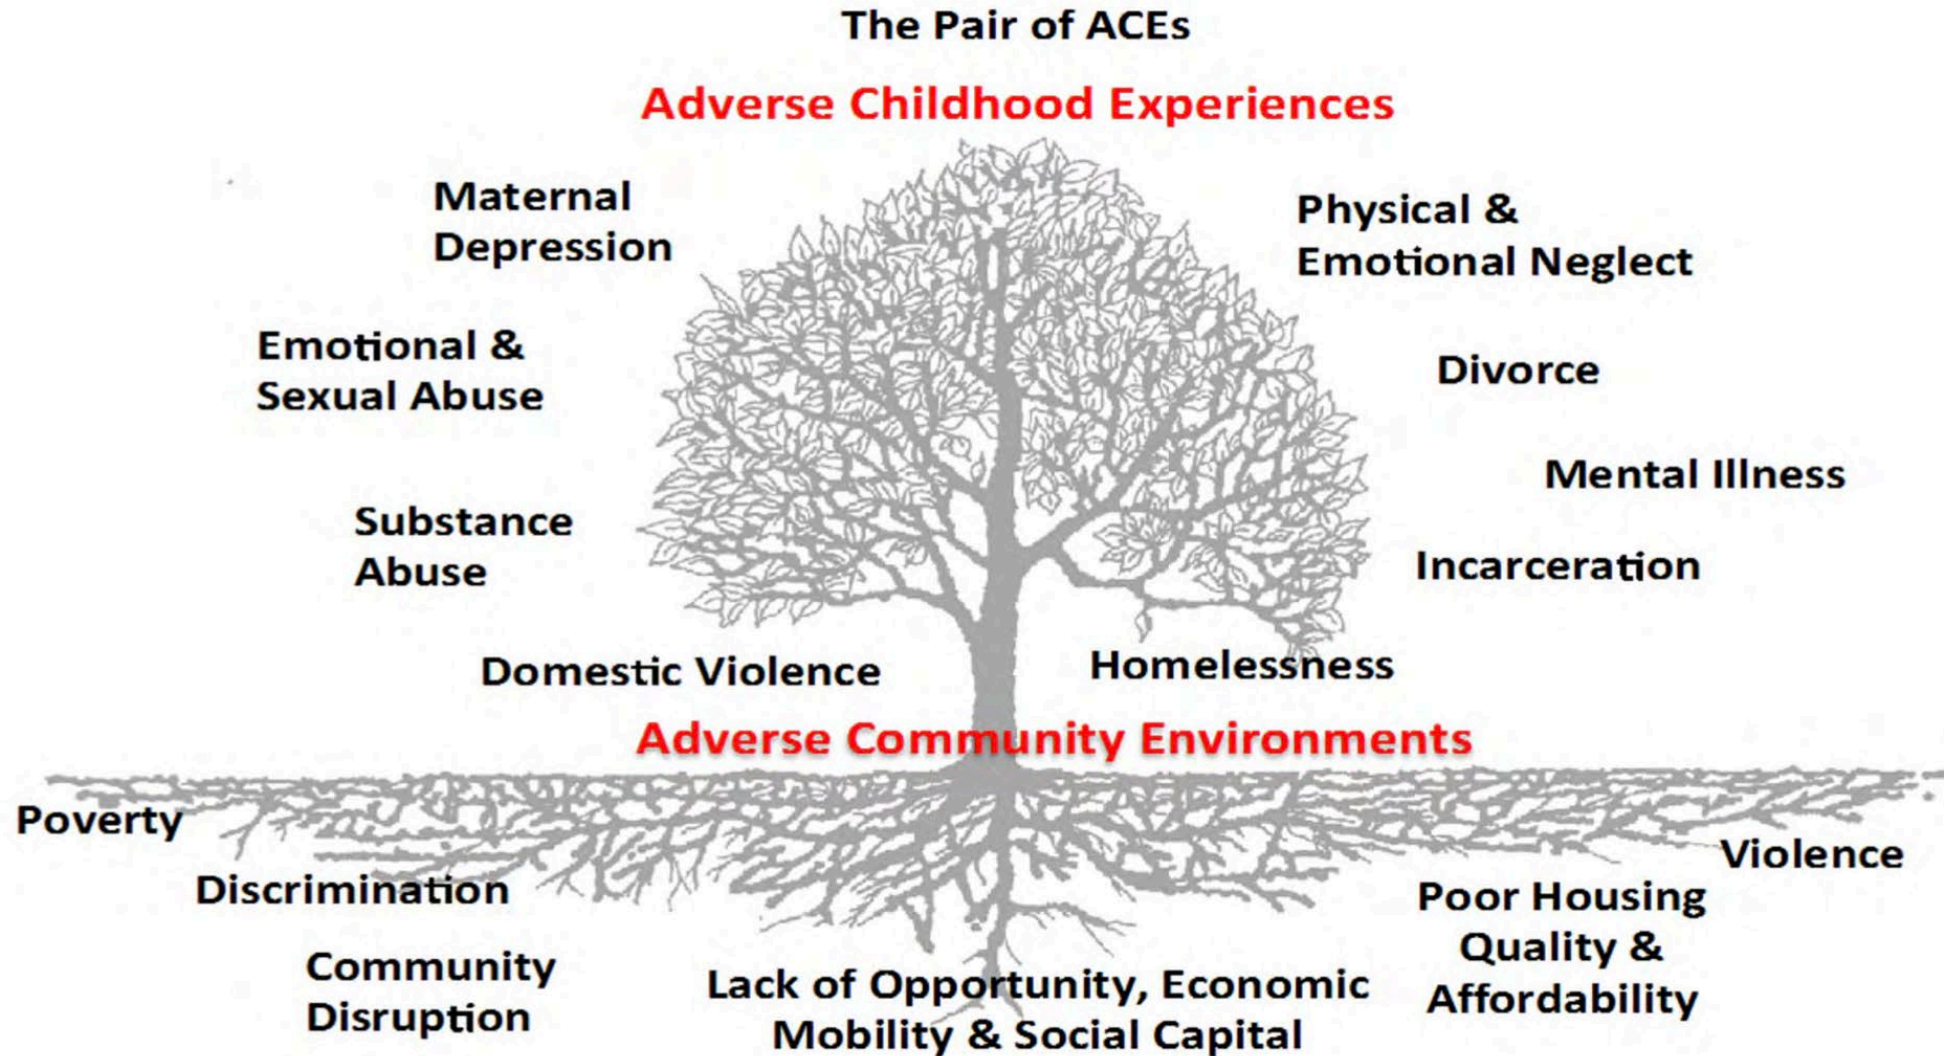 The Pair of ACEs
Adverse Childhood Experiences
Maternal
Depression
Physical &
Emotional Neglect
Emotional &
Sexual Abuse
Divorce
Mental Illness
Substance
Abuse
Incarceration
Domestic Violence
Homelessness
Adverse Community Environments
Poverty
Violence
Discrimination
Poor Housing
Quality &
Affordability
Community
Disruption
Lack of Opportunity, Economic
Mobility & Social Capital